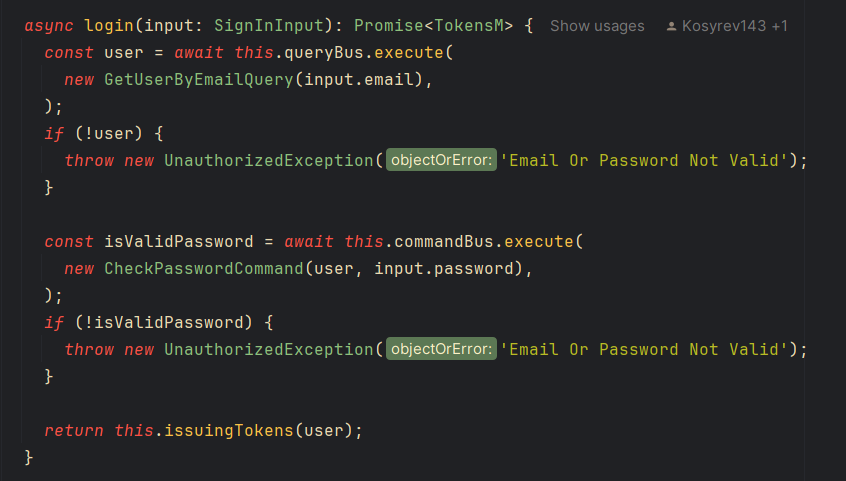 async login(input: SignInInput): Promise<TokensM> { Show usages Kosyrev143 +1
const user = await this.queryBus.execute(
new GetUserByEmailQuery(input.email),
);
if (!user) {
throw new UnauthorizedException( objectOrError: 'Email Or Password Not Valid');
}
const isValidPassword = await this.commandBus.execute(
new CheckPasswordCommand(user, input.password),
);
if (!isValidPassword) {
throw new UnauthorizedException( objectOrError: 'Email Or Password Not Valid');
}
return this.issuingTokens(user);
}